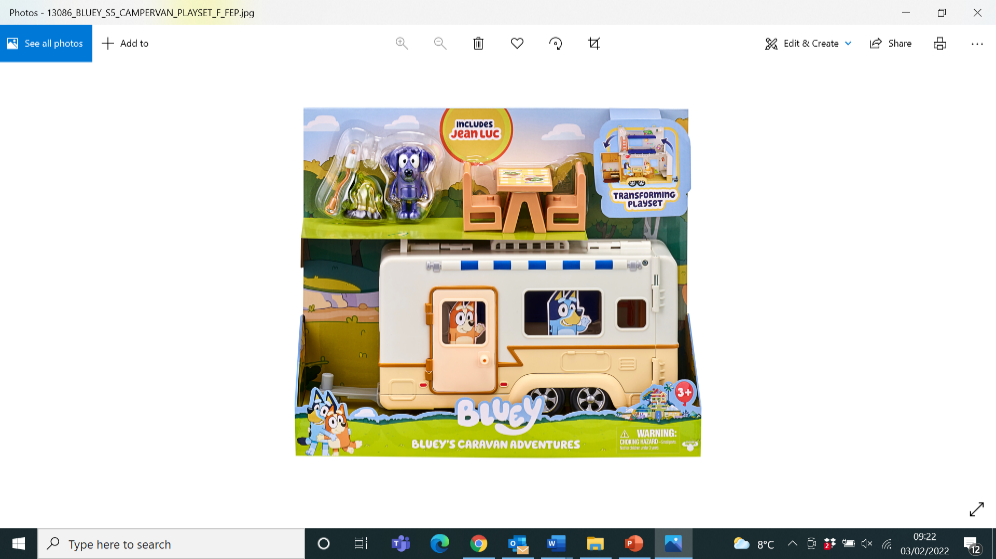 Photos - 13086_BLUEY_S5_CAMPERVAN_PLAYSET_F_FEP.jpg
See all photos
Add to
Edit & Create
Share
INCLUDES
JEAN LUC
TRANSFORMING
PLAYSET
3+
BLUEY
BLUEY'S CARAVAN ADVENTURES
WARNING:
CHOKING HAZARD
Type here to search
8°C
09:22
03/02/2022
12